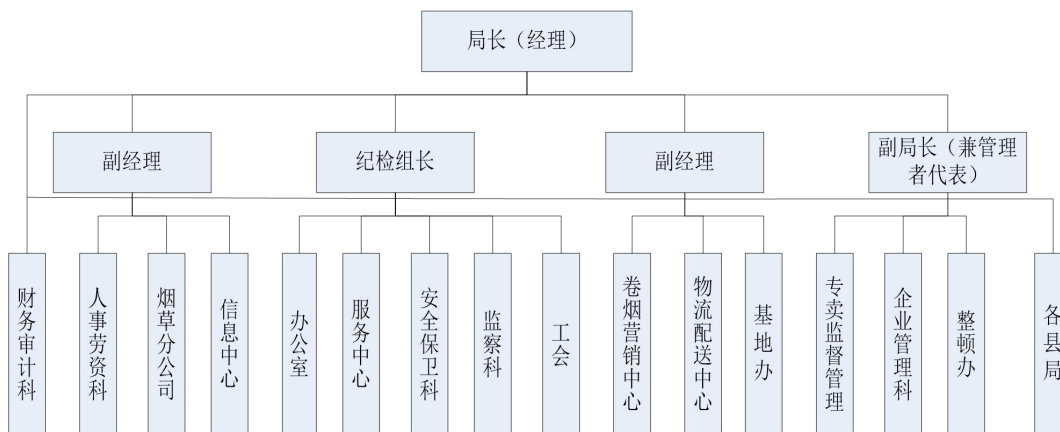 局长（经理）
副经理
纪检组长
副经理
副局长（兼管理
者代表）
财务审计科
人事劳资科
烟草分公司
信息中心
办公室
服务中心
安全保卫科
监察科
工会
卷烟营销中心
物流配送中心
基地办
专卖监督管理
企业管理科
整顿办
各县局